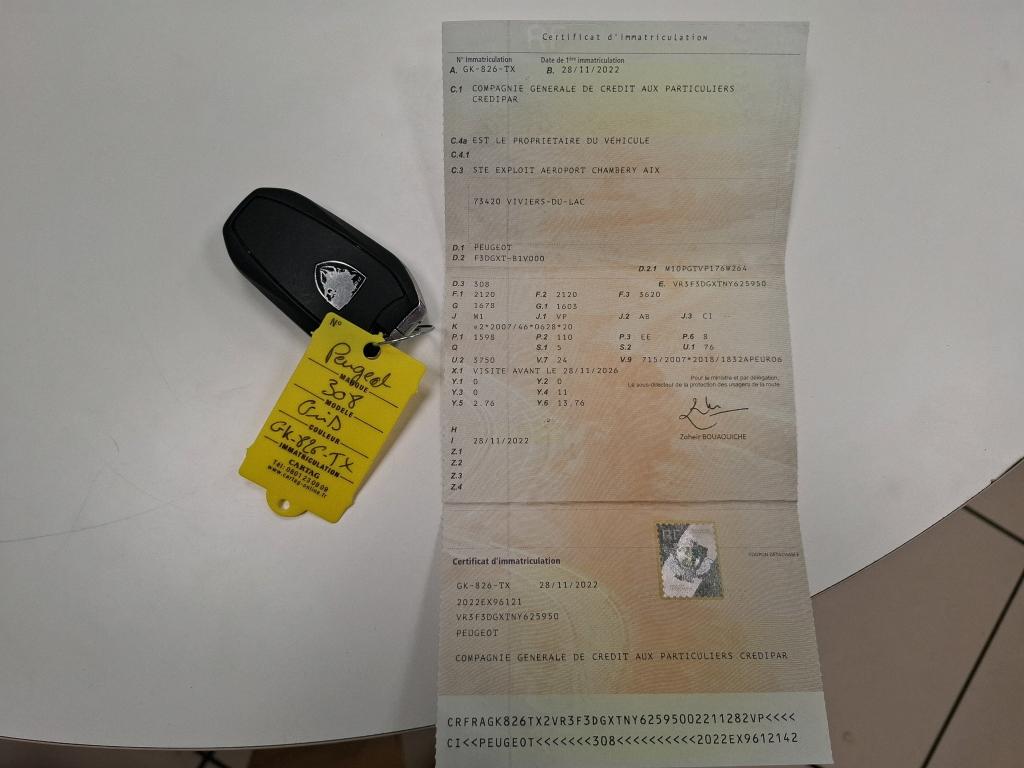 Certificat d'immatriculation
N° Immatriculation Date de 1ère immatriculation
A. GK-826-TX B. 28/11/2022
C.1 COMPAGNIE GENERALE DE CREDIT AUX PARTICULIERS
CREDIPAR
C.4a EST LE PROPRIETAIRE DU VEHICULE
C.4.1
C.3 STE EXPLOIT AEROPORT CHAMBERY AIX
73420 VIVIERS-DU-LAC
D.1 PEUGEOT
D.2 F3DGXT-B1V000
D.2.1 M10PGTVP176W264
D.3 308 E. VR3F3DGXTNY625950
F.1 2120 F.2 2120 F.3 3620
G 1678 G.1 1603
J M1 J.1 VP J.2 AB J.3 CI
K e2*2007/46*0628*20
P.1 1598 P.2 110 P.3 EE P.6 8
Q S.1 5 S.2 U.1 76
U.2 3750 V.7 24 V.9 715/2007*2018/1832APEURO6
X.1 VISITE AVANT LE 28/11/2026
Y.1 0 Y.2 0
Y.3 0 Y.4 11
Y.5 2.76 Y.6 13.76
Pour le ministre et par délégation,
Le sous-directeur de la protection des usagers de la route
Zoheir BOUAOUICHE
H
I 28/11/2022
Z.1
Z.2
Z.3
Z.4
COUPON DÉTACHABLE
Certificat d'immatriculation
GK-826-TX 28/11/2022
2022EX96121
VR3F3DGXTNY625950
PEUGEOT
COMPAGNIE GENERALE DE CREDIT AUX PARTICULIERS CREDIPAR
CRFRAGK826TX2VR3F3DGXTNY62595002211282VP<<<<
CI<<PEUGEOT<<<<<<<308<<<<<<<<<<2022EX9612142
N°
Peugeot
MARQUE
308
MODELE
Gris
COULEUR
GK-826-TX
IMMATRICULATION
CARTAG
Tél: 0801 23 09 09
www.cartag-online.fr